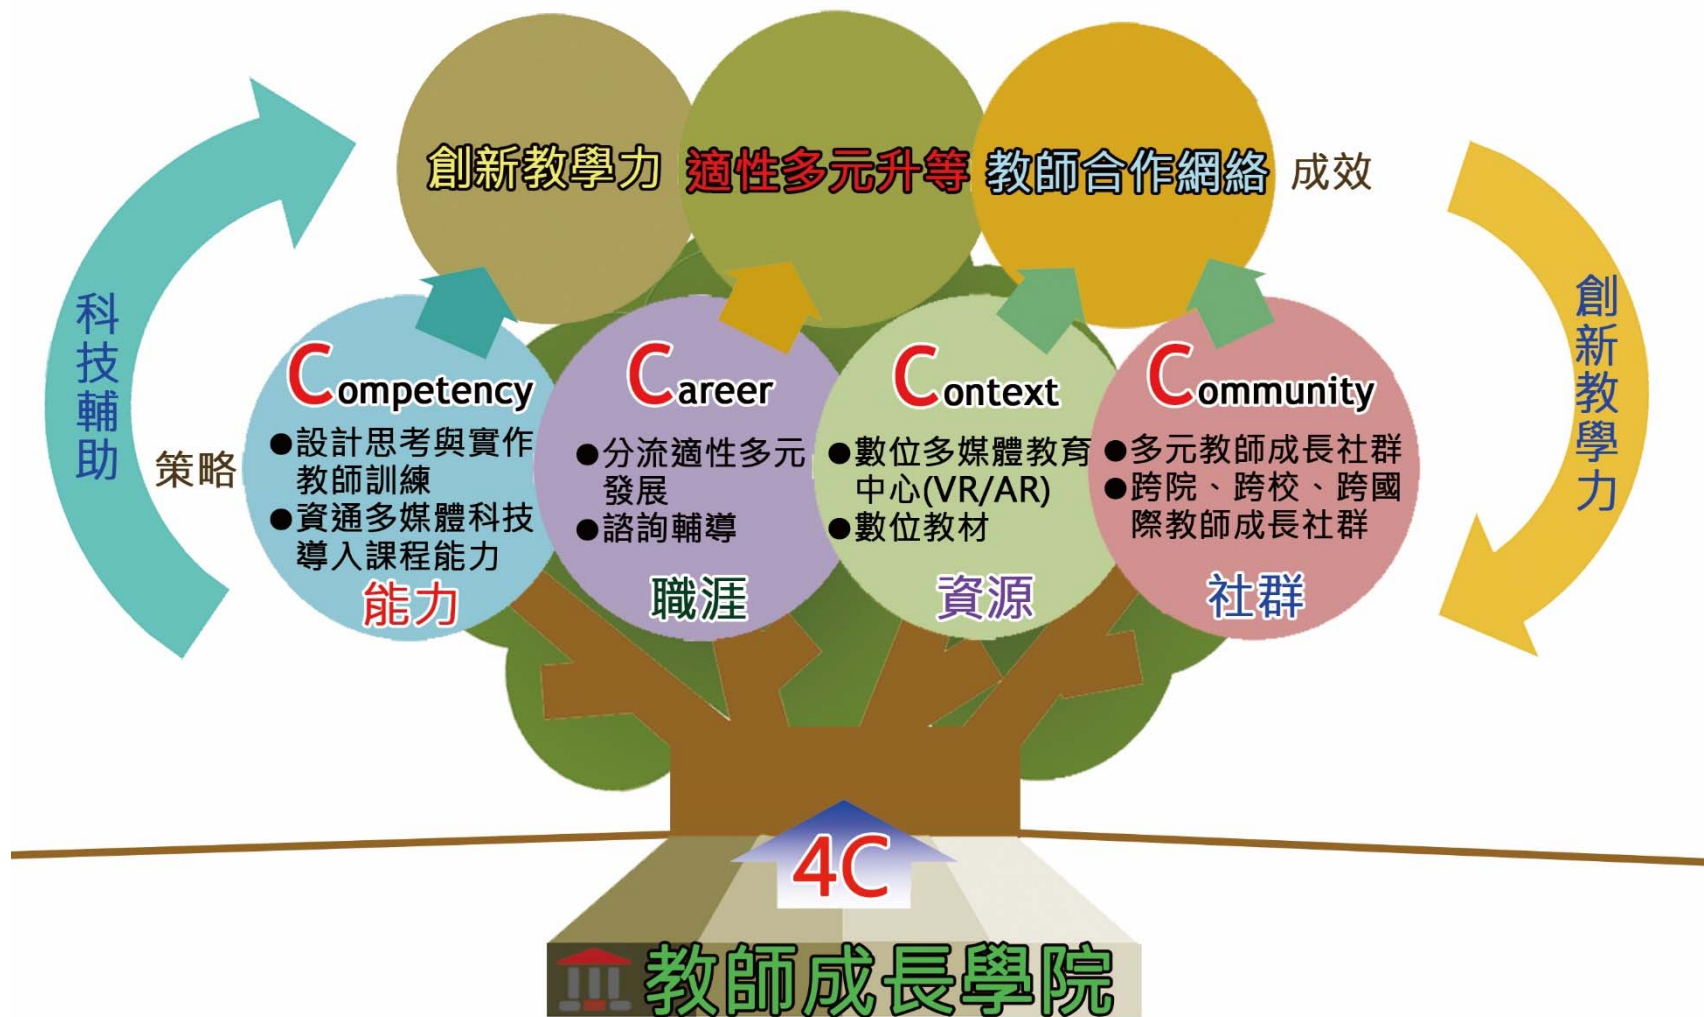 創新教學力
適性多元升等
教師合作網絡
成效
科技輔助
創新教學力
策略
Competency
●設計思考與實作
教師訓練
●資通多媒體科技
導入課程能力
能力
Career
●分流適性多元
發展
●諮詢輔導
職涯
Context
●數位多媒體教育
中心(VR/AR)
●數位教材
資源
Community
●多元教師成長社群
●跨院、跨校、跨國
際教師成長社群
社群
4C
教師成長學院